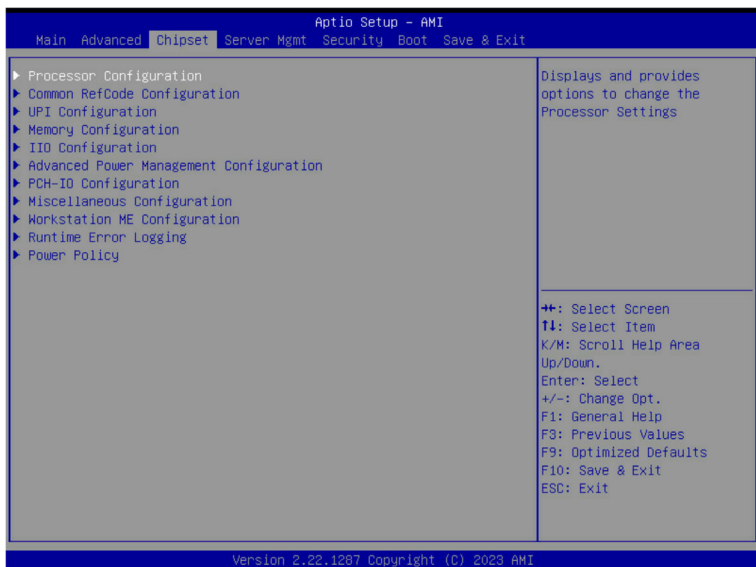 Aptio Setup – AMI
Main Advanced Chipset Server Mgmt Security Boot Save & Exit
Processor Configuration
Common RefCode Configuration
UPI Configuration
Memory Configuration
IIO Configuration
Advanced Power Management Configuration
PCH-IO Configuration
Miscellaneous Configuration
Workstation ME Configuration
Runtime Error Logging
Power Policy
Displays and provides
options to change the
Processor Settings
→←: Select Screen
↑↓: Select Item
K/M: Scroll Help Area
Up/Down.
Enter: Select
+/-: Change Opt.
F1: General Help
F3: Previous Values
F9: Optimized Defaults
F10: Save & Exit
ESC: Exit
Version 2.22.1287 Copyright (C) 2023 AMI